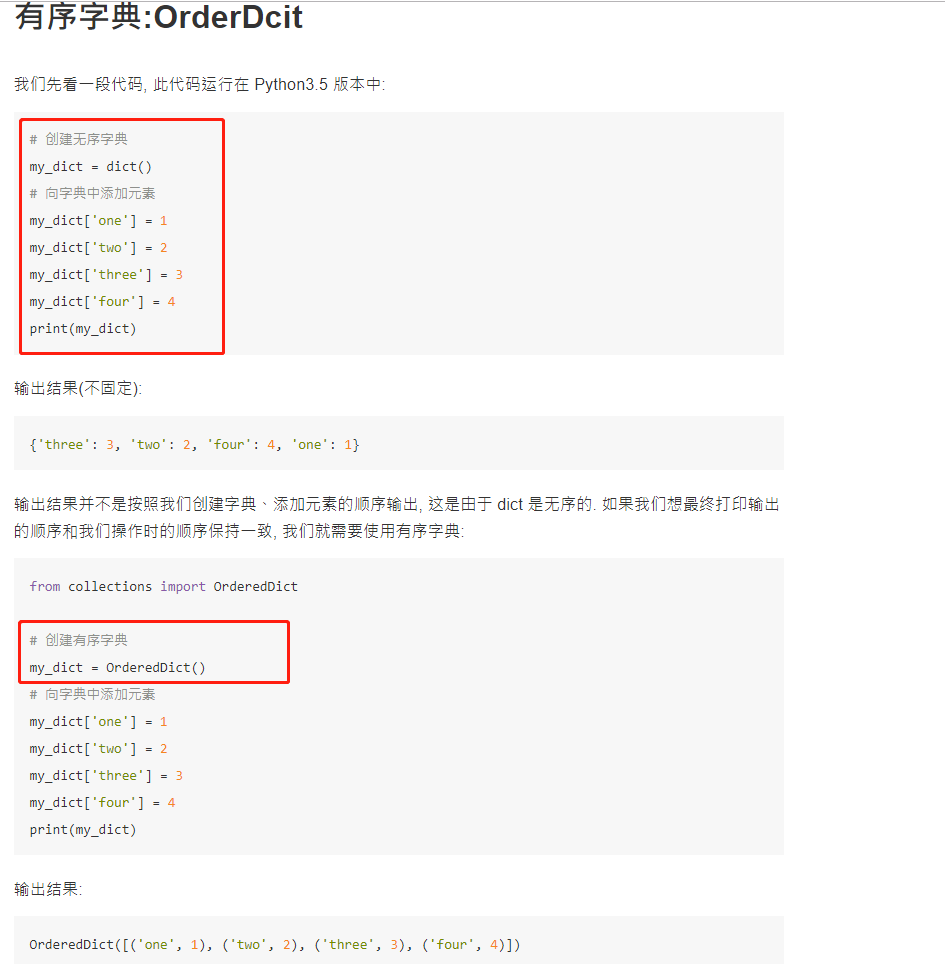 有序字典:OrderDcit
我们先看一段代码, 此代码运行在 Python3.5 版本中:
# 创建无序字典
my_dict = dict()
# 向字典中添加元素
my_dict['one'] = 1
my_dict['two'] = 2
my_dict['three'] = 3
my_dict['four'] = 4
print(my_dict)
输出结果(不固定):
{'three': 3, 'two': 2, 'four': 4, 'one': 1}
输出结果并不是按照我们创建字典、添加元素的顺序输出, 这是由于 dict 是无序的. 如果我们想最终打印输出
的顺序和我们操作时的顺序保持一致, 我们就需要使用有序字典:
from collections import OrderedDict
# 创建有序字典
my_dict = OrderedDict()
# 向字典中添加元素
my_dict['one'] = 1
my_dict['two'] = 2
my_dict['three'] = 3
my_dict['four'] = 4
print(my_dict)
输出结果:
OrderedDict([('one', 1), ('two', 2), ('three', 3), ('four', 4)])